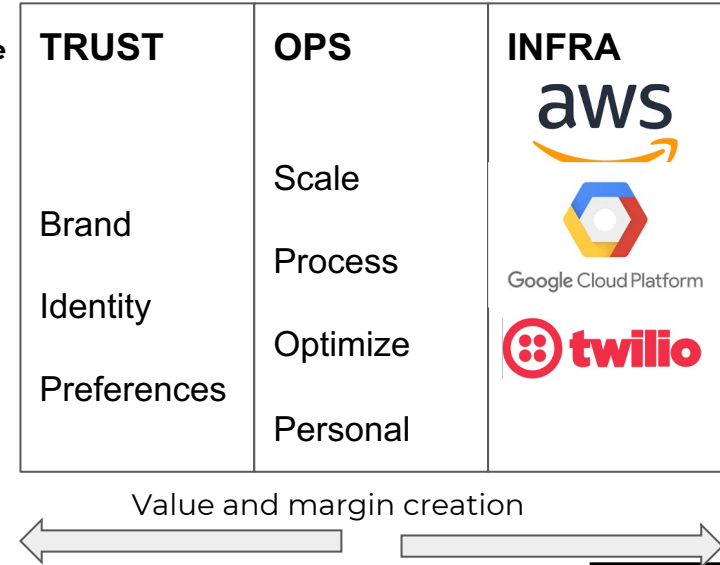 e
TRUST
OPS
INFRA
aws
Scale
Brand
Process
Google Cloud Platform
Identity
Optimize
twilio
Preferences
Personal
Value and margin creation